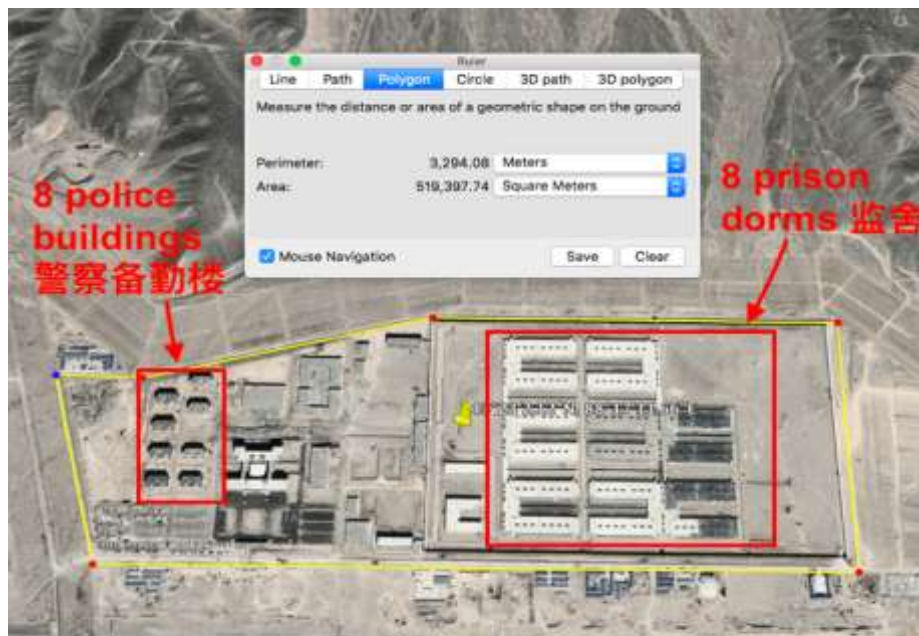 Ruler
Line Path Polygon Circle 3D path 3D polygon
Measure the distance or area of a geometric shape on the ground
Perimeter: 3,294.08 Meters
Area: 519,397.74 Square Meters
Mouse Navigation Save Clear
8 police
buildings
警察备勤楼
8 prison
dorms 监舍